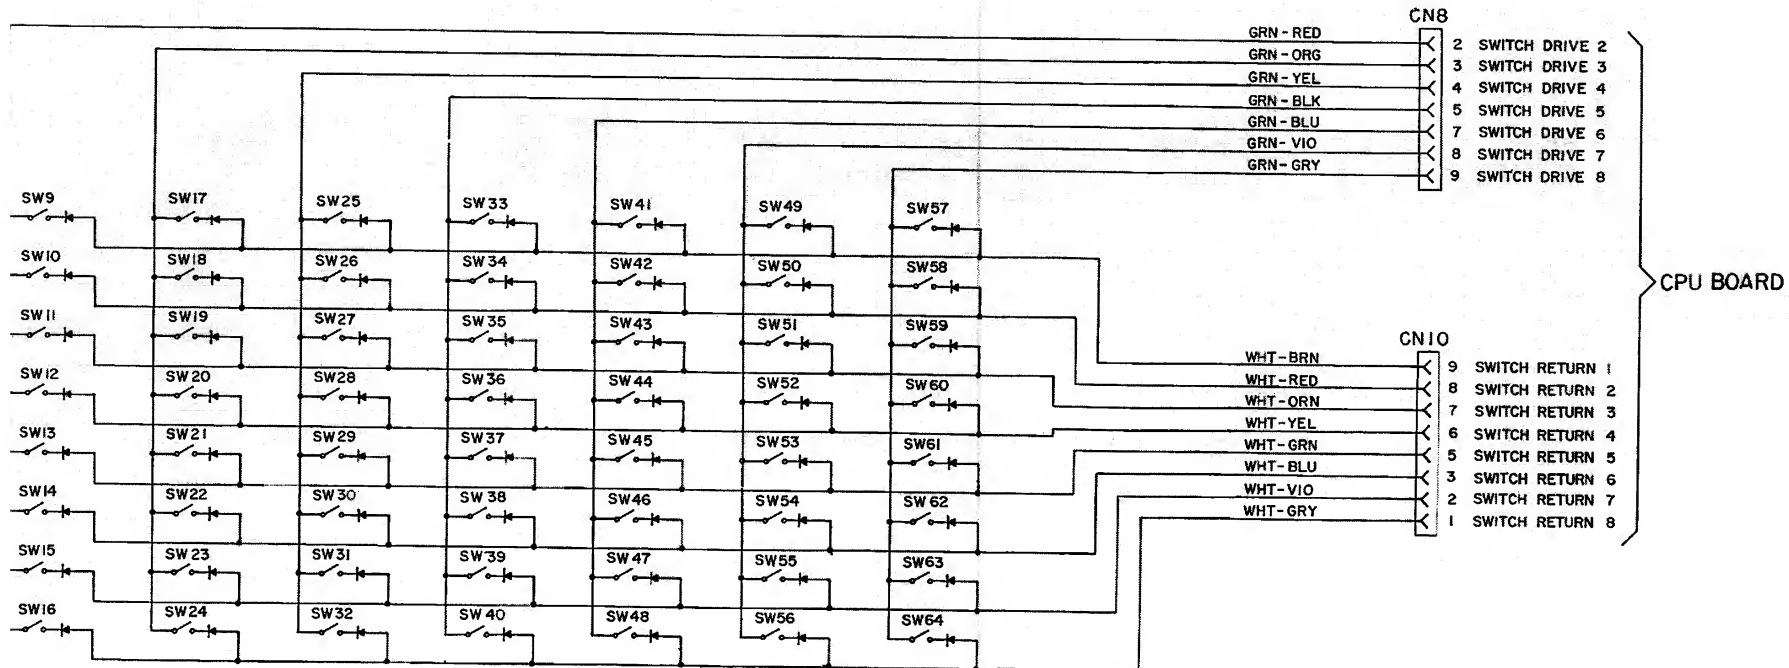 CN8
GRN-RED 2 SWITCH DRIVE 2
GRN-ORG 3 SWITCH DRIVE 3
GRN-YEL 4 SWITCH DRIVE 4
GRN-BLK 5 SWITCH DRIVE 5
GRN-BLU 7 SWITCH DRIVE 6
GRN-VIO 8 SWITCH DRIVE 7
GRN-GRY 9 SWITCH DRIVE 8
SW9 SW17 SW25 SW33 SW41 SW49 SW57
SW10 SW18 SW26 SW34 SW42 SW50 SW58
CPU BOARD
SW11 SW19 SW27 SW35 SW43 SW51 SW59
CN10
WHT-BRN 9 SWITCH RETURN 1
SW12 SW20 SW28 SW36 SW44 SW52 SW60
WHT-RED 8 SWITCH RETURN 2
WHT-ORN 7 SWITCH RETURN 3
WHT-YEL 6 SWITCH RETURN 4
SW13 SW21 SW29 SW37 SW45 SW53 SW61
WHT-GRN 5 SWITCH RETURN 5
WHT-BLU 3 SWITCH RETURN 6
SW14 SW22 SW30 SW38 SW46 SW54 SW62
WHT-VIO 2 SWITCH RETURN 7
WHT-GRY 1 SWITCH RETURN 8
SW15 SW23 SW31 SW39 SW47 SW55 SW63
SW16 SW24 SW32 SW40 SW48 SW56 SW64